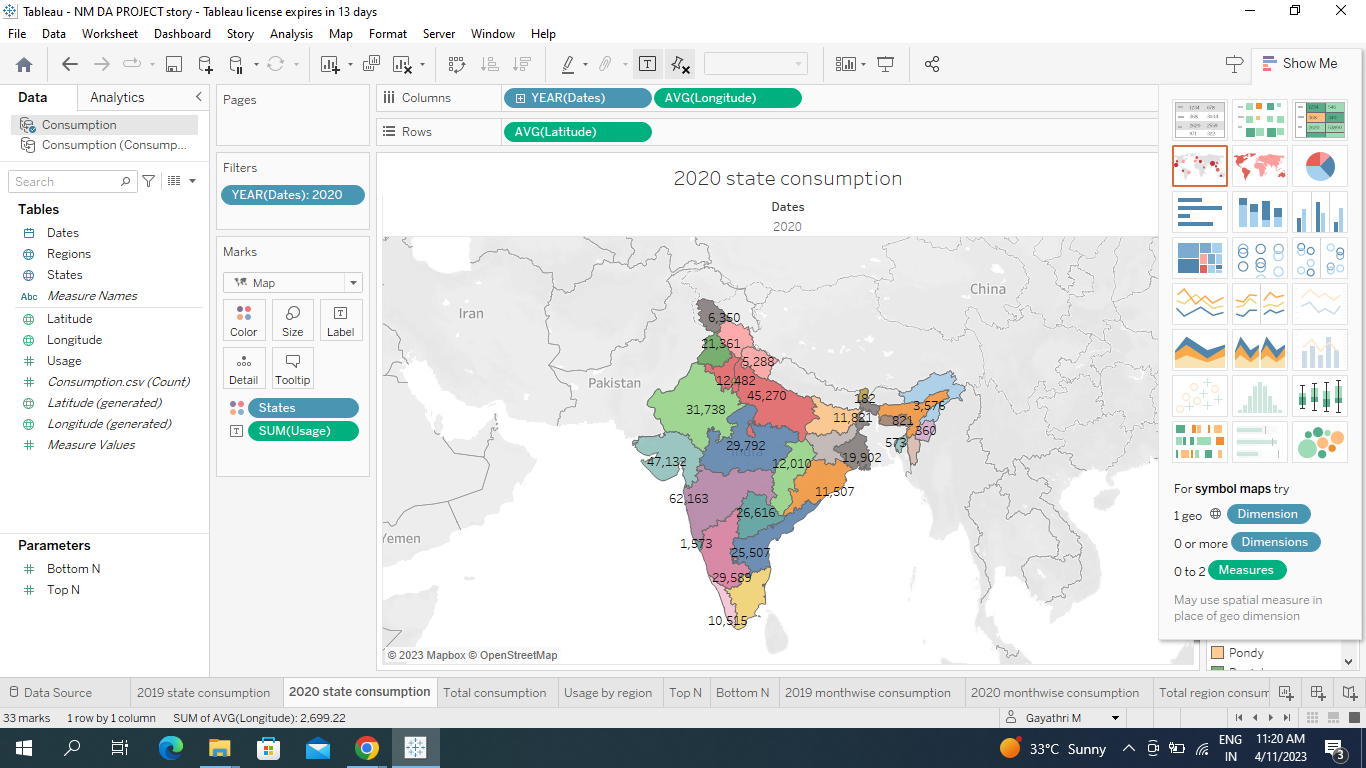 Tableau - NM DA PROJECT story - Tableau license expires in 13 days
File Data Worksheet Dashboard Story Analysis Map Format Server Window Help
Show Me
Data Analytics
Consumption
Consumption (Consump...
Search
Tables
Dates
Regions
States
Abc Measure Names
Latitude
Longitude
Usage
Consumption.csv (Count)
Latitude (generated)
Longitude (generated)
Measure Values
Parameters
Bottom N
Top N
Pages
Filters
YEAR(Dates): 2020
Marks
Map
Color Size Label
Detail Tooltip
States
SUM(Usage)
Columns YEAR(Dates) AVG(Longitude)
Rows AVG(Latitude)
2020 state consumption
Dates
2020
China
Iran
Pakistan
Yemen
6,350
21,361
5,288
12,482
45,270
182
3,576
31,738
11,821
821
360
573
29,792
19,902
47,132
12,010
62,163
11,507
26,616
1,573
25,507
29,589
10,515
© 2023 Mapbox © OpenStreetMap
For symbol maps try
1 geo Dimension
0 or more Dimensions
0 to 2 Measures
May use spatial measure in
place of geo dimension
Pondy
Data Source 2019 state consumption 2020 state consumption Total consumption Usage by region Top N Bottom N 2019 monthwise consumption 2020 monthwise consumption Total region consum
33 marks 1 row by 1 column SUM of AVG(Longitude): 2,699.22
Gayathri M
33°C Sunny
ENG
IN
11:20 AM
4/11/2023
3